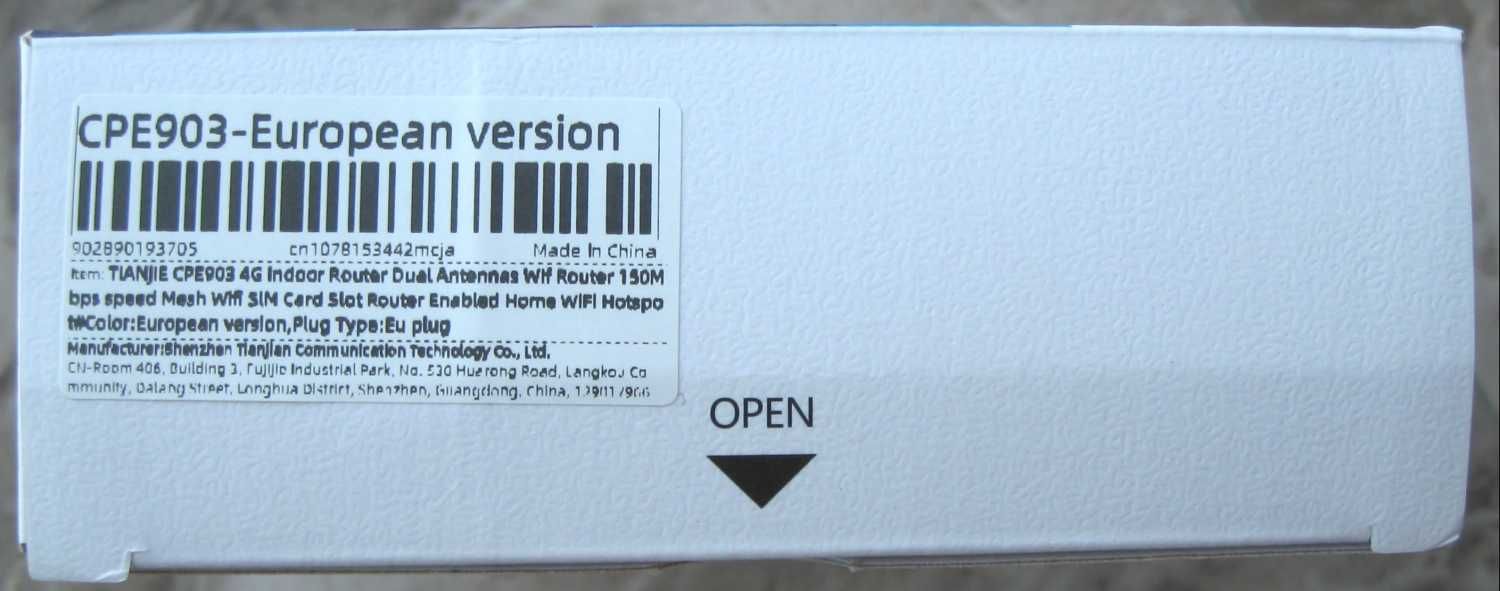 CPE903-European version
902890193705 cn1078153442mcja Made In China
Item: TIANJIE CPE903 4G Indoor Router Dual Antennas Wif Router 150M
bps speed Mesh Wifi SIM Card Slot Router Enabled Home WiFi Hotspo
t#Color:European version,Plug Type:Eu plug
Manufacturer:Shenzhen Tianjian Communication Technology Co., Ltd.
CN-Room 406, Building 3, Fujijie Industrial Park, No. 530 Huarong Road, Langkou Co
mmunity, Dalang Street, Longhua District, Shenzhen, Guangdong, China,
OPEN